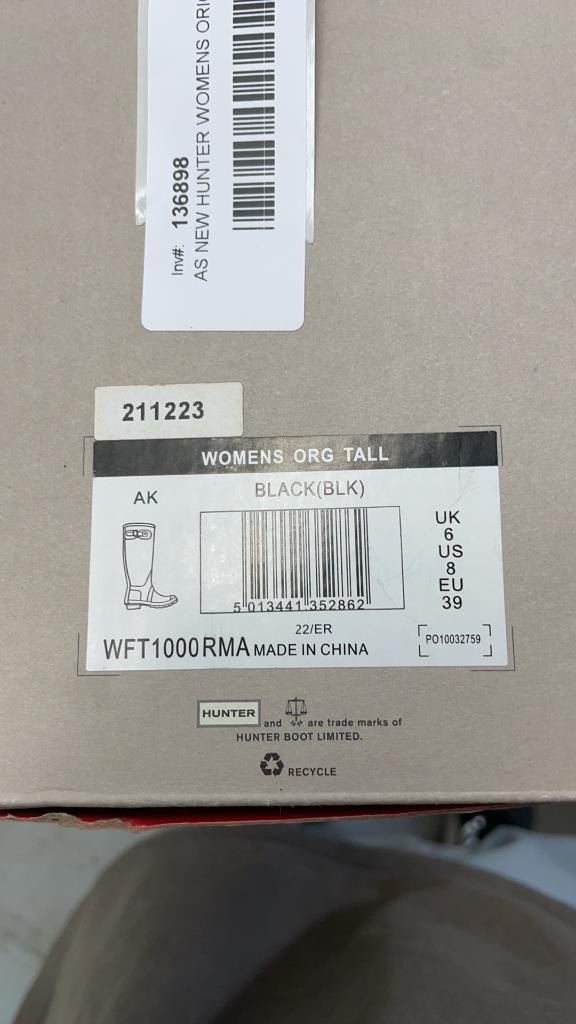 Inv#: 136898
AS NEW HUNTER WOMENS
211223
WOMENS ORG TALL
AK
BLACK(BLK)
UK
6
US
8
EU
39
5 013441 352862
22/ER
WFT1000RMA MADE IN CHINA
PO10032759
HUNTER and are trade marks of
HUNTER BOOT LIMITED.
RECYCLE